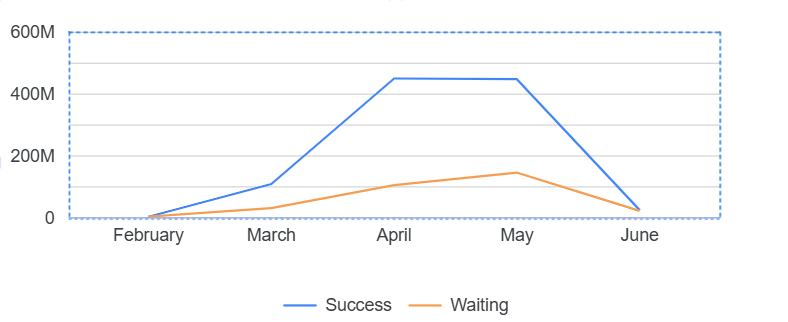 600M
400M
200M
0
February March April May June
Success Waiting